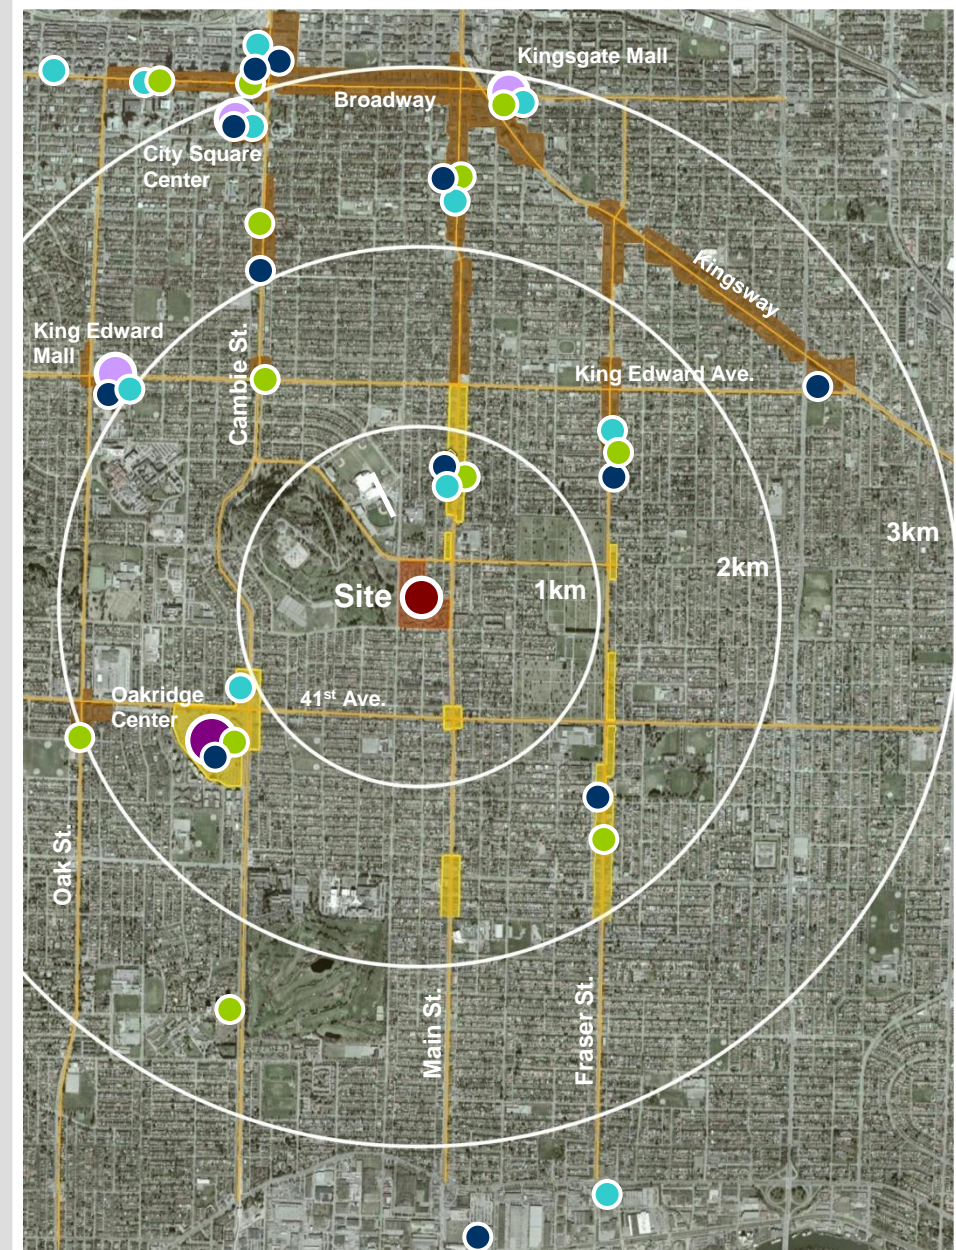 Kingsgate Mall
Broadway
City Square
Center
Kingsway
King Edward
Mall
Cambie St.
King Edward Ave.
3km
2km
1km
Site
Oakridge
Center
41st Ave.
Oak St.
Main St.
Fraser St.